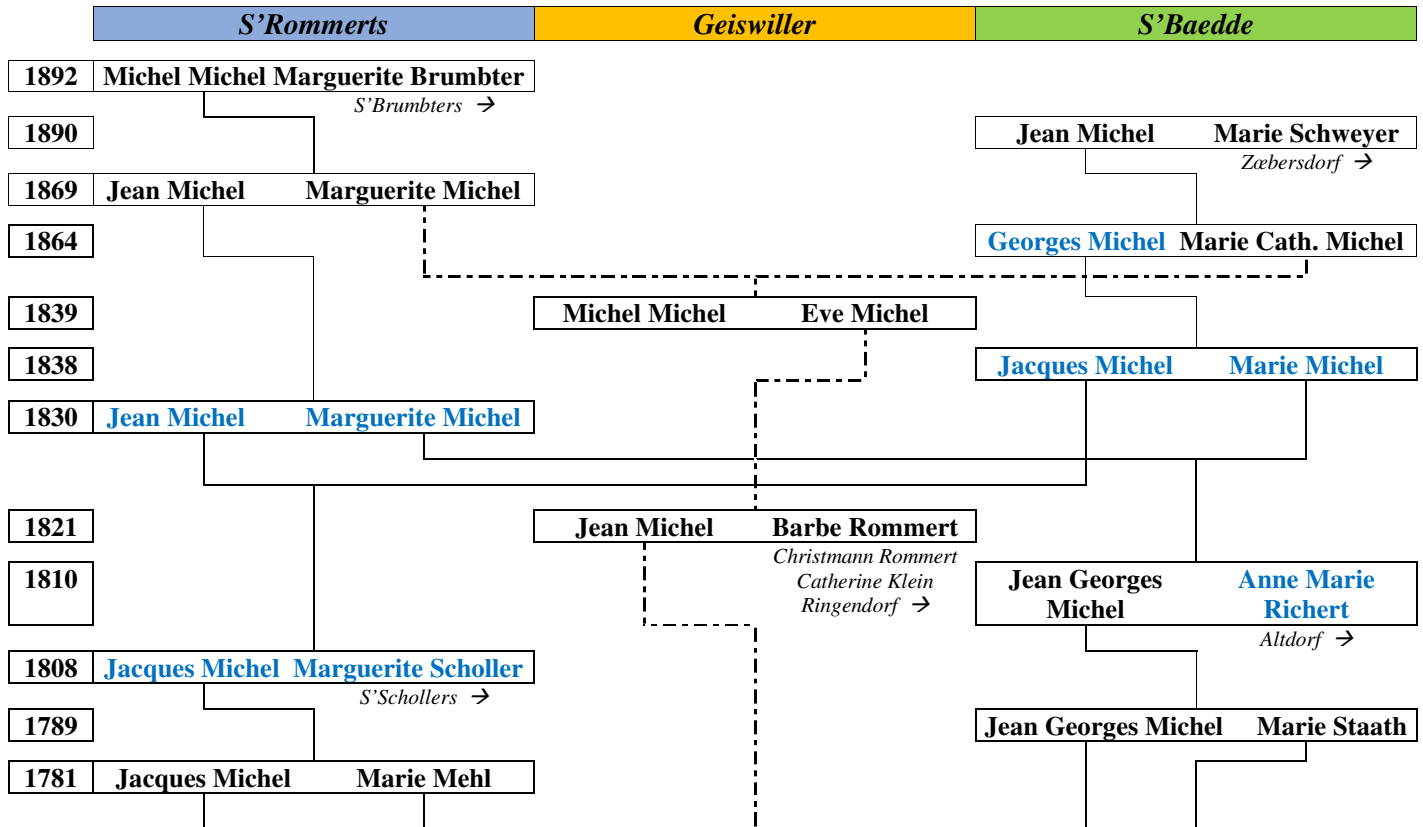 S'Rommerts Geiswiller S'Baedde
1892 Michel Michel Marguerite Brumbter
S'Brumbters →
1890 Jean Michel Marie Schweyer
Zœbersdorf →
1869 Jean Michel Marguerite Michel
1864 Georges Michel Marie Cath. Michel
1839 Michel Michel Eve Michel
1838 Jacques Michel Marie Michel
1830 Jean Michel Marguerite Michel
1821 Jean Michel Barbe Rommert
Christmann Rommert
Catherine Klein
Ringendorf →
1810 Jean Georges Anne Marie
Michel Richert
Altdorf →
1808 Jacques Michel Marguerite Scholler
S'Schollers →
1789 Jean Georges Michel Marie Staath
1781 Jacques Michel Marie Mehl